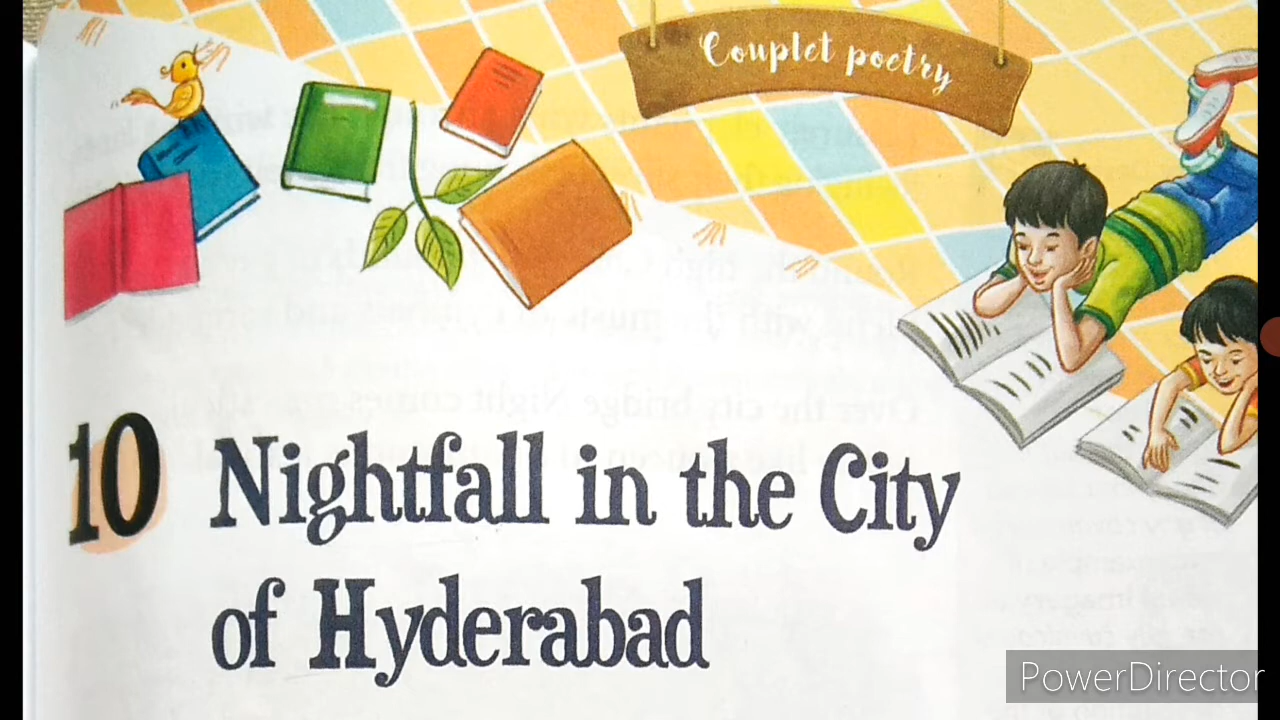 Couplet poetry
10 Nightfall in the City
of Hyderabad
PowerDirector